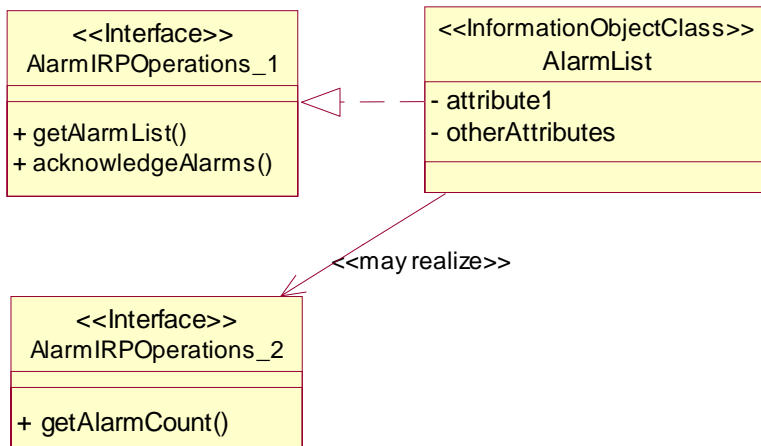 <<Interface>>
AlarmIRPOperations_1
+ getAlarmList()
+ acknowledgeAlarms()
<<InformationObjectClass>>
AlarmList
- attribute1
- otherAttributes
<<may realize>>
<<Interface>>
AlarmIRPOperations_2
+ getAlarmCount()